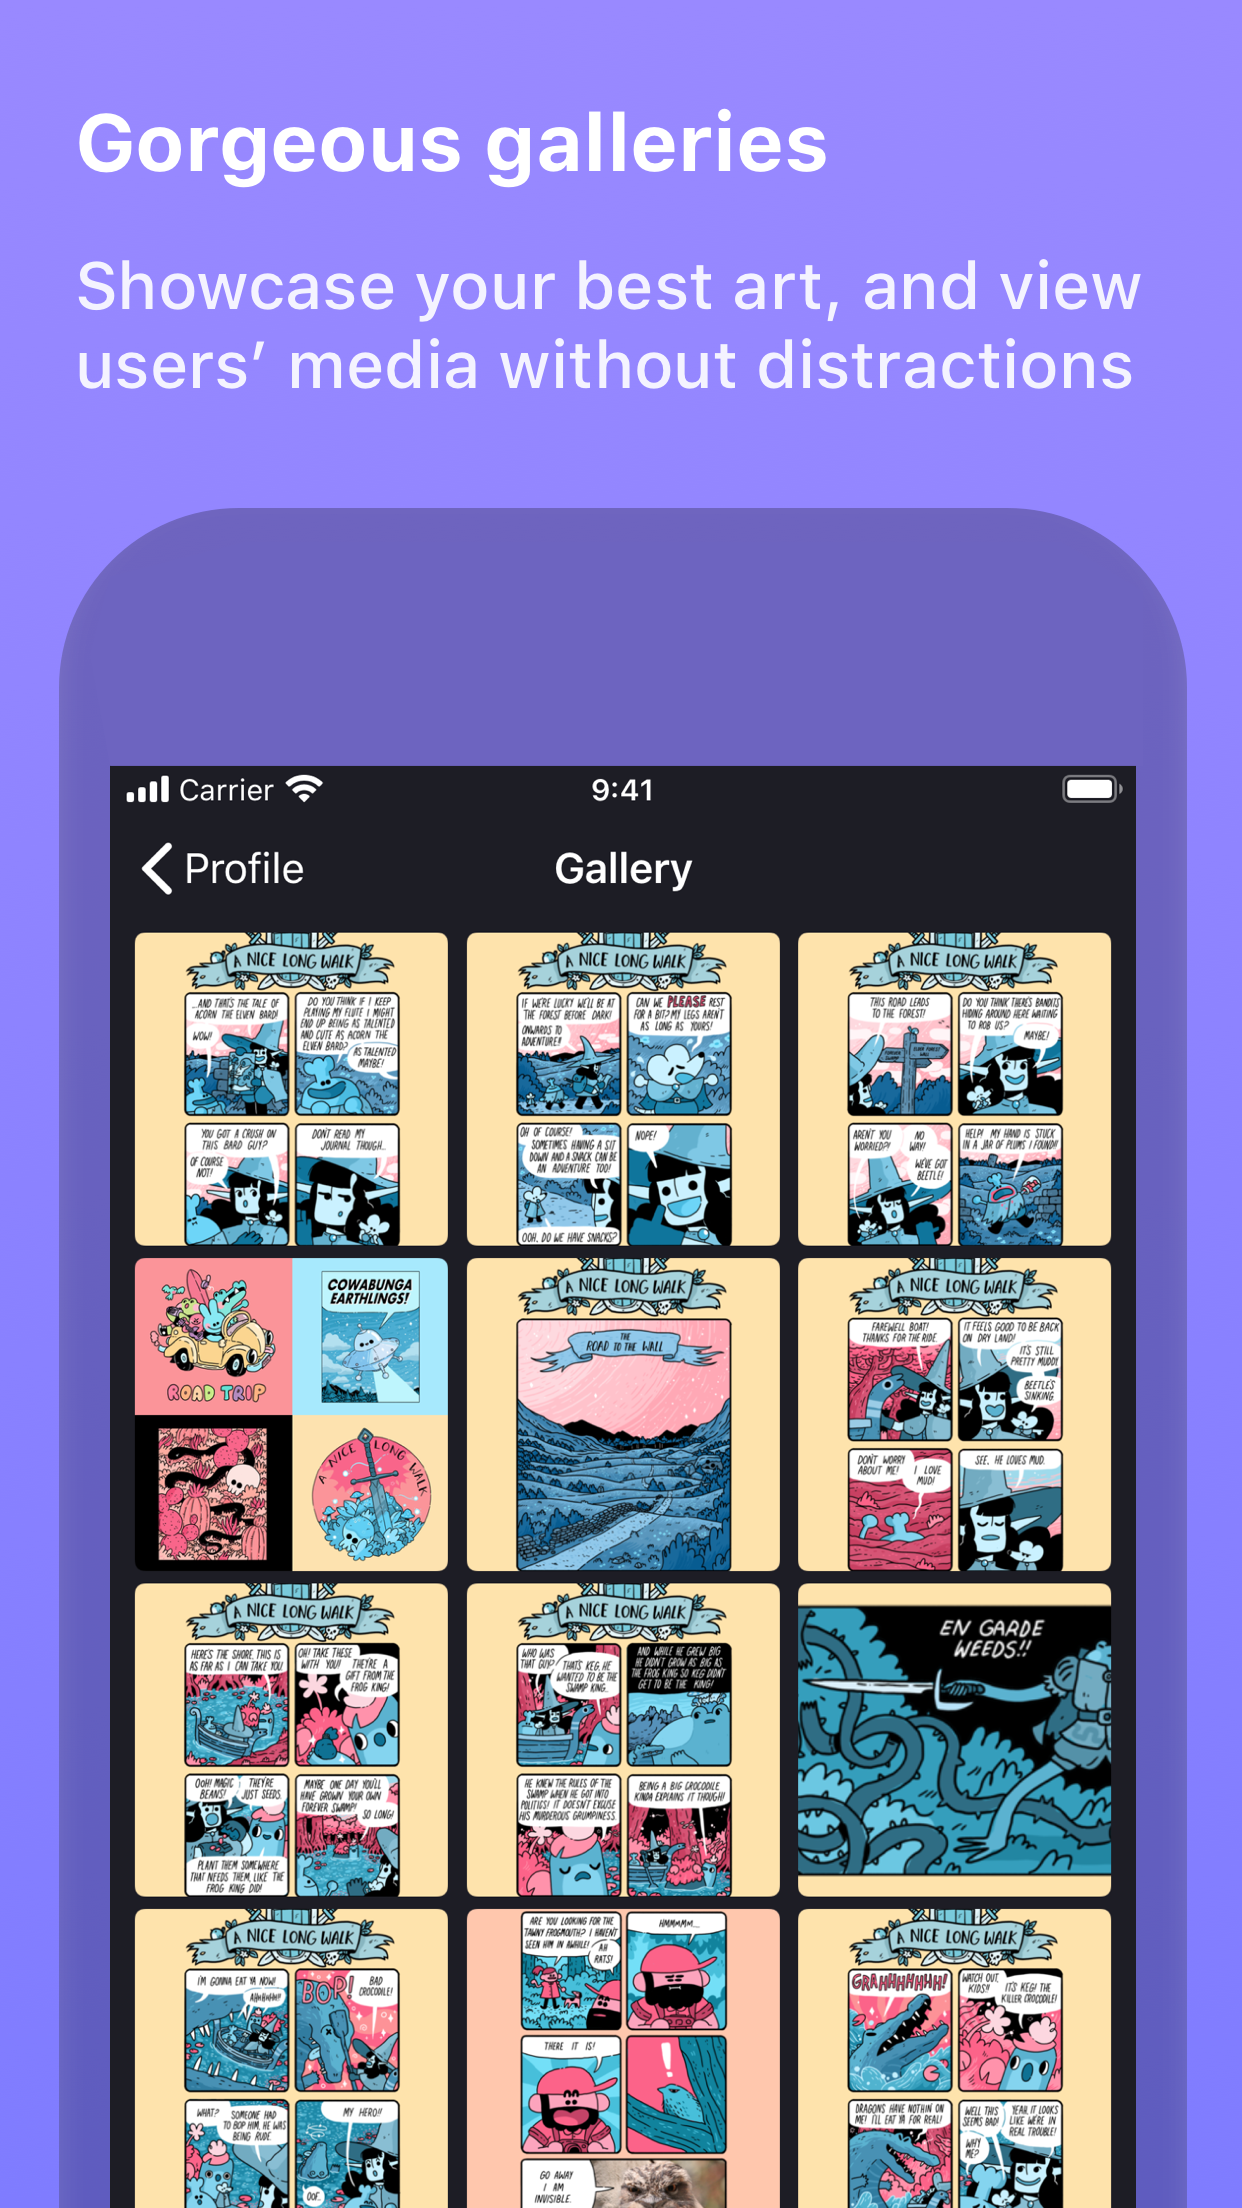 Gorgeous galleries
Showcase your best art, and view
users’ media without distractions
Carrier
9:41
Profile
Gallery
A NICE LONG WALK
...AND THAT'S THE TALE OF
ACORN THE ELVEN BARD!
WOW!
DO YOU THINK IF I KEEP
PLAYING MY FLUTE I MIGHT
END UP BEING AS TALENTED
AND CUTE AS ACORN THE
ELVEN BARD?
AS TALENTED
MAYBE!
YOU GOT A CRUSH ON
THIS BARD GUY?
OF COURSE
NOT!
DON'T READ MY
JOURNAL THOUGH...
A NICE LONG WALK
IF WE'RE LUCKY WE'LL BE AT
THE FOREST BEFORE DARK!
ONWARDS TO
ADVENTURE!!
CAN WE PLEASE REST
FOR A BIT? MY LEGS AREN'T
AS LONG AS YOURS!
OH OF COURSE!
SOMETIMES HAVING A SIT
DOWN AND A SNACK CAN BE
AN ADVENTURE TOO!
OOH, DO WE HAVE SNACKS?
NOPE!
A NICE LONG WALK
THIS ROAD LEADS
TO THE FOREST!
DO YOU THINK THERE'S BANDITS
HIDING AROUND HERE WAITING
TO ROB US?
MAYBE!
AREN'T YOU
WORRIED?!
NO
WAY!
WE'VE GOT
BEETLE!
HELP! MY HAND IS STUCK
IN A JAR OF PLUMS I FOUND!!
ROAD TRIP
COWABUNGA
EARTHLINGS!
A NICE LONG WALK
THE
ROAD TO THE WALL
A NICE LONG WALK
FAREWELL BOAT!
THANKS FOR THE RIDE.
IT FEELS GOOD TO BE BACK
ON DRY LAND!
IT'S STILL
PRETTY MUDDY.
BEETLE'S
SINKING.
DON'T WORRY
ABOUT ME!
I LOVE
MUD!
SEE, HE LOVES MUD.
A NICE LONG WALK
HERE'S THE SHORE, THIS IS
AS FAR AS I CAN TAKE YOU.
OH! TAKE THESE
WITH YOU!
THEY'RE A
GIFT FROM THE
FROG KING!
OOH! MAGIC
BEANS!
THEY'RE
JUST SEEDS.
PLANT THEM SOMEWHERE
THAT NEEDS THEM, LIKE THE
FROG KING DID!
MAYBE ONE DAY YOU'LL
HAVE GROWN YOUR OWN
FOREVER SWAMP!
SO LONG!
A NICE LONG WALK
WHO WAS
THAT GUY?
THAT'S KEG, HE
WANTED TO BE THE
SWAMP KING...
AND WHILE HE GREW BIG
HE DIDN'T GROW AS BIG AS
THE FROG KING SO KEG DIDN'T
GET TO BE THE KING!
HE KNEW THE RULES OF THE
SWAMP WHEN HE GOT INTO
POLITICS! IT DOESN'T EXCUSE
HIS MURDEROUS GRUMPINESS.
BEING A BIG CROCODILE
KINDA EXPLAINS IT THOUGH!
EN GARDE
WEEDS!!
A NICE LONG WALK
I'M GONNA EAT YA NOW!
AHHHHHH!!
BOP!
BAD
CROCODILE!
WHAT?
SOMEONE HAD
TO BOP HIM, HE WAS
BEING RUDE.
MY HERO!!
OOF..
ARE YOU LOOKING FOR THE
TAWNY FROGMOUTH? I HAVEN'T
SEEN HIM IN AWHILE!
AH
RATS!
HMMMMM...
THERE IT IS!
!
GO AWAY
I AM
INVISIBLE.
A NICE LONG WALK
GRAHHHHHHH!
WATCH OUT,
KIDS!!
IT'S KEG! THE
KILLER CROCODILE!
DRAGONS HAVE NOTHIN ON
ME! I'LL EAT YA FOR REAL!
WELL THIS
SEEMS BAD!
YEAH, IT LOOKS
LIKE WE'RE IN
REAL TROUBLE!
WHY
ME?